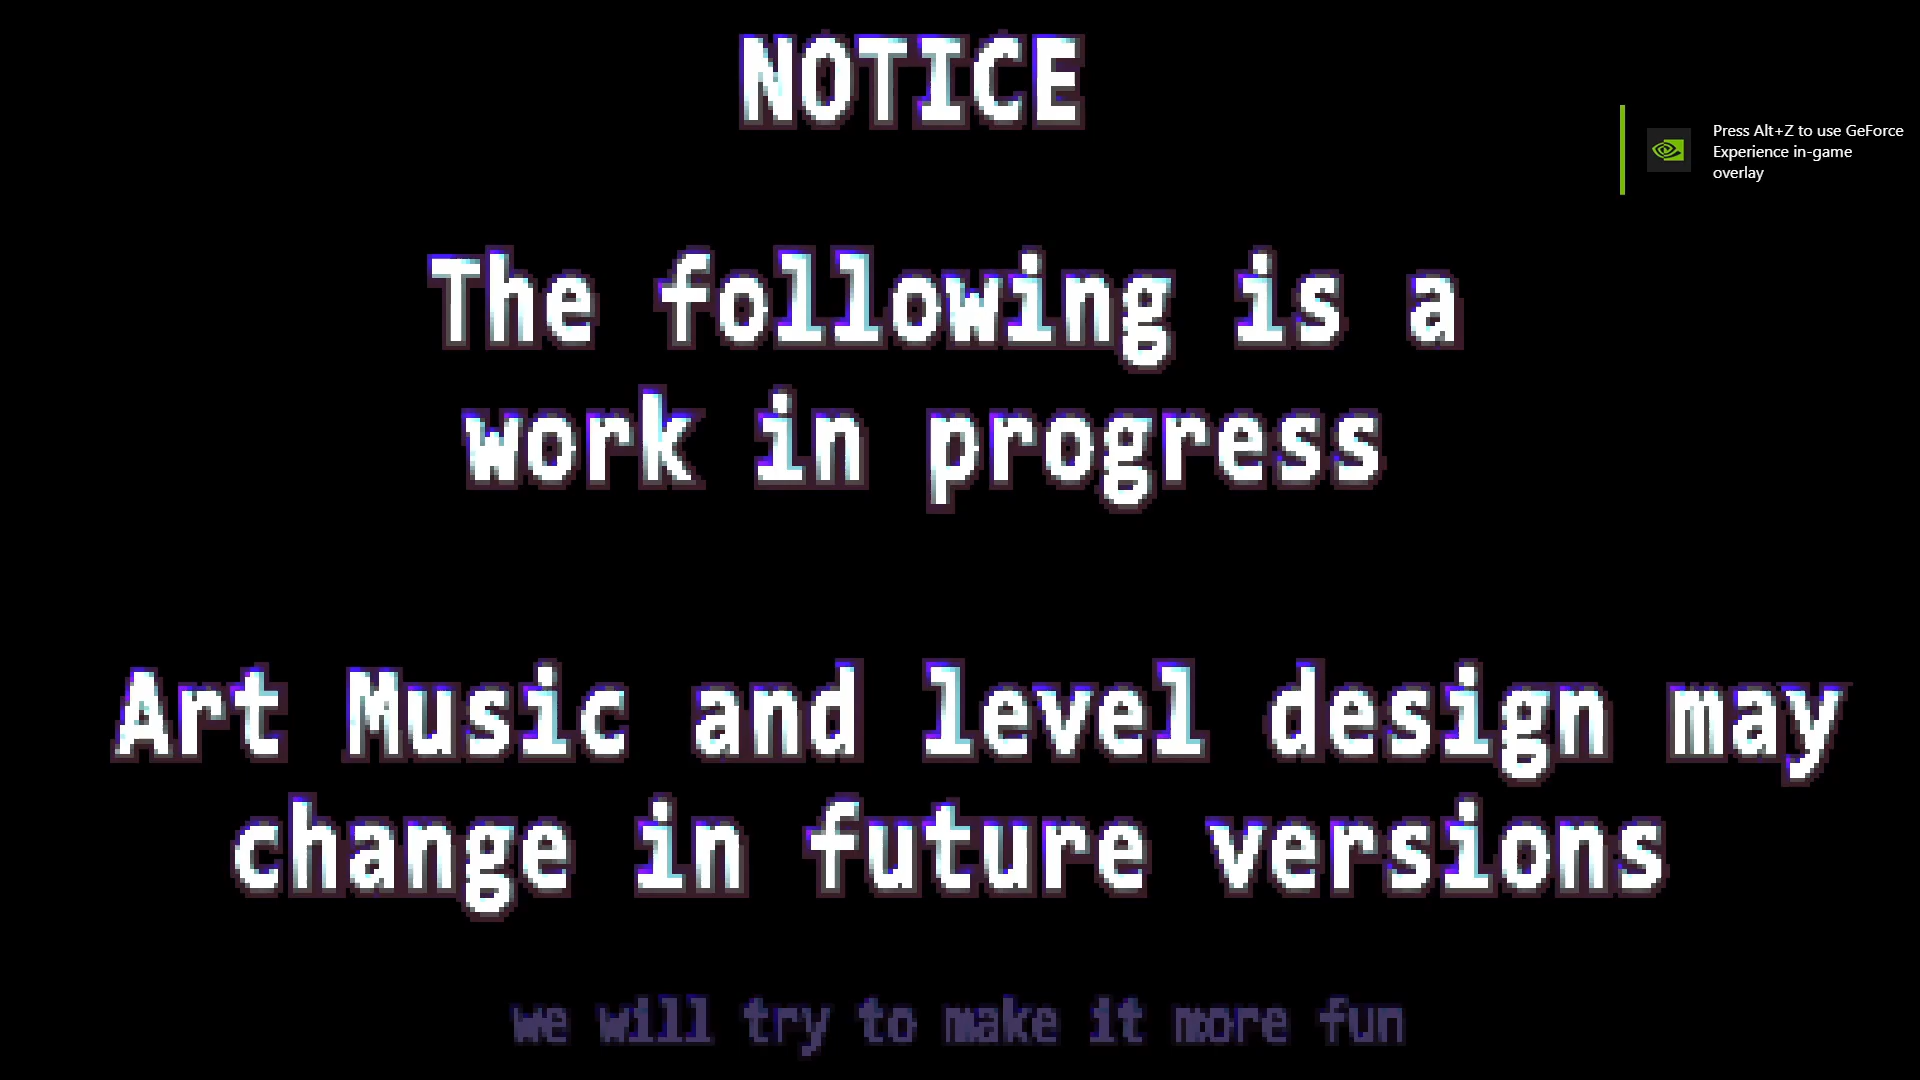 NOTICE
Press Alt+Z to use GeForce
Experience in-game
overlay
The following is a
work in progress
Art Music and level design may
change in future versions
we will try to make it more fun